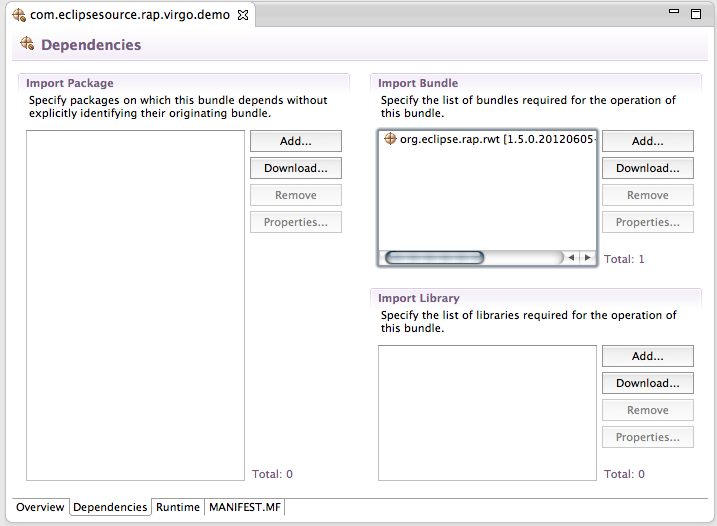 com.eclipsesource.rap.virgo.demo
Dependencies
Import Package
Specify packages on which this bundle depends without
explicitly identifying their originating bundle.
Add...
Download...
Remove
Properties...
Total: 0
Import Bundle
Specify the list of bundles required for the operation of
this bundle.
org.eclipse.rap.rwt [1.5.0.20120605-
Add...
Download...
Remove
Properties...
Total: 1
Import Library
Specify the list of libraries required for the operation of
this bundle.
Add...
Download...
Remove
Properties...
Total: 0
Overview Dependencies Runtime MANIFEST.MF